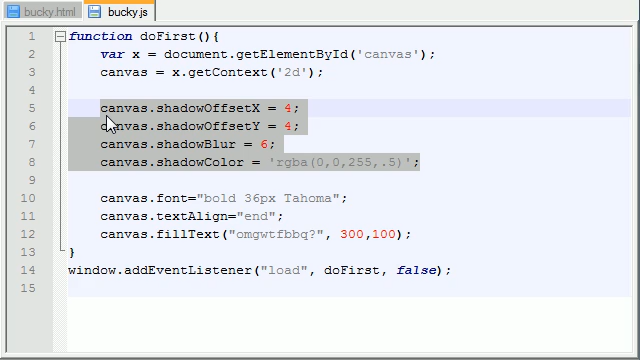 bucky.html bucky.js
1 function doFirst(){
2 var x = document.getElementById('canvas');
3 canvas = x.getContext('2d');
4
5 canvas.shadowOffsetX = 4;
6 canvas.shadowOffsetY = 4;
7 canvas.shadowBlur = 6;
8 canvas.shadowColor = 'rgba(0,0,255,.5)';
9
10 canvas.font="bold 36px Tahoma";
11 canvas.textAlign="end";
12 canvas.fillText("omgwtfbbq?", 300,100);
13 }
14 window.addEventListener("load", doFirst, false);
15